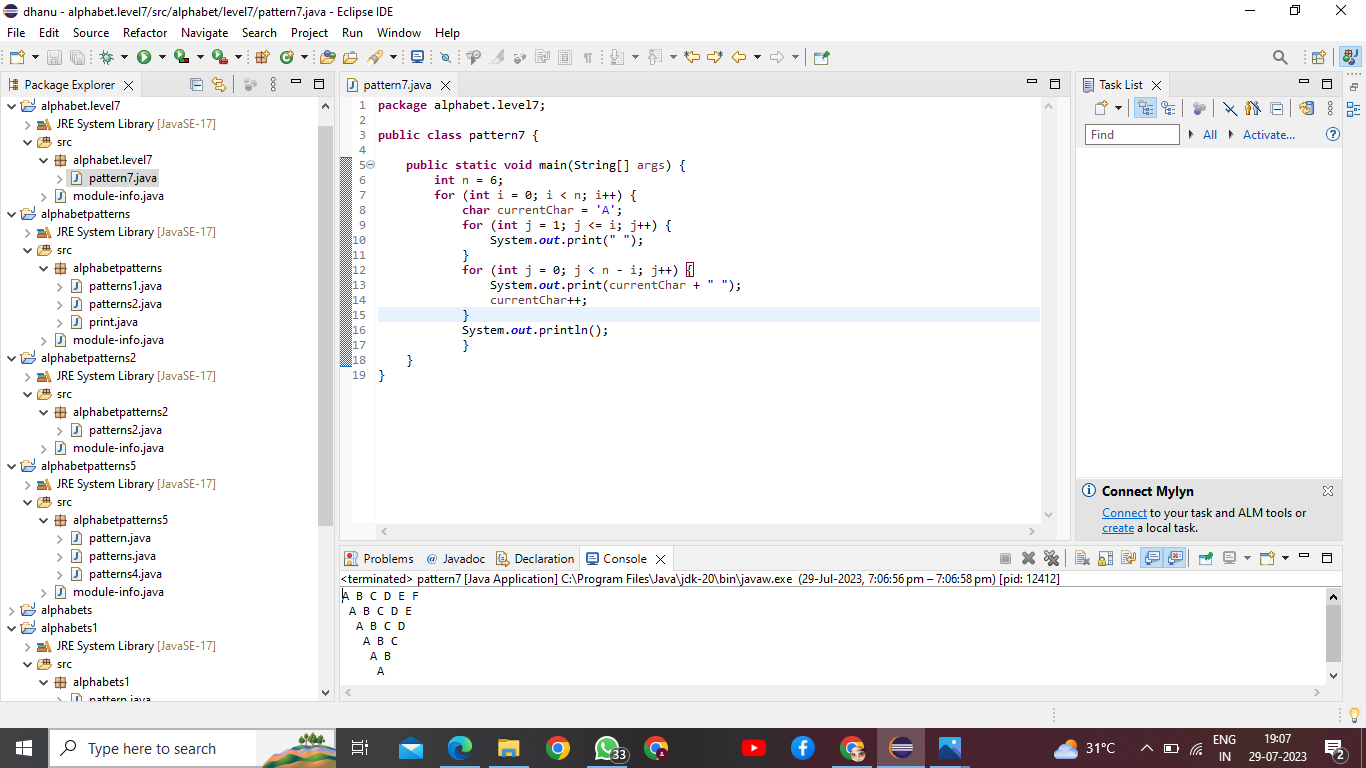 dhanu - alphabet.level7/src/alphabet/level7/pattern7.java - Eclipse IDE
File Edit Source Refactor Navigate Search Project Run Window Help
Package Explorer
alphabet.level7
JRE System Library [JavaSE-17]
src
alphabet.level7
pattern7.java
module-info.java
alphabetpatterns
JRE System Library [JavaSE-17]
src
alphabetpatterns
patterns1.java
patterns2.java
print.java
module-info.java
alphabetpatterns2
JRE System Library [JavaSE-17]
src
alphabetpatterns2
patterns2.java
module-info.java
alphabetpatterns5
JRE System Library [JavaSE-17]
src
alphabetpatterns5
pattern.java
patterns.java
patterns4.java
module-info.java
alphabets
alphabets1
JRE System Library [JavaSE-17]
src
alphabets1
pattern.java
pattern7.java
1 package alphabet.level7;
2
3 public class pattern7 {
4
5 public static void main(String[] args) {
6 int n = 6;
7 for (int i = 0; i < n; i++) {
8 char currentChar = 'A';
9 for (int j = 1; j <= i; j++) {
10 System.out.print(" ");
11 }
12 for (int j = 0; j < n - i; j++) {
13 System.out.print(currentChar + " ");
14 currentChar++;
15 }
16 System.out.println();
17 }
18 }
19 }
Task List
Find All Activate...
Connect Mylyn
Connect to your task and ALM tools or
create a local task.
Problems @ Javadoc Declaration Console
<terminated> pattern7 [Java Application] C:\Program Files\Java\jdk-20\bin\javaw.exe (29-Jul-2023, 7:06:56 pm – 7:06:58 pm) [pid: 12412]
A B C D E F
A B C D E
A B C D
A B C
A B
A
Type here to search
33
31°C
ENG
IN
19:07
29-07-2023
2